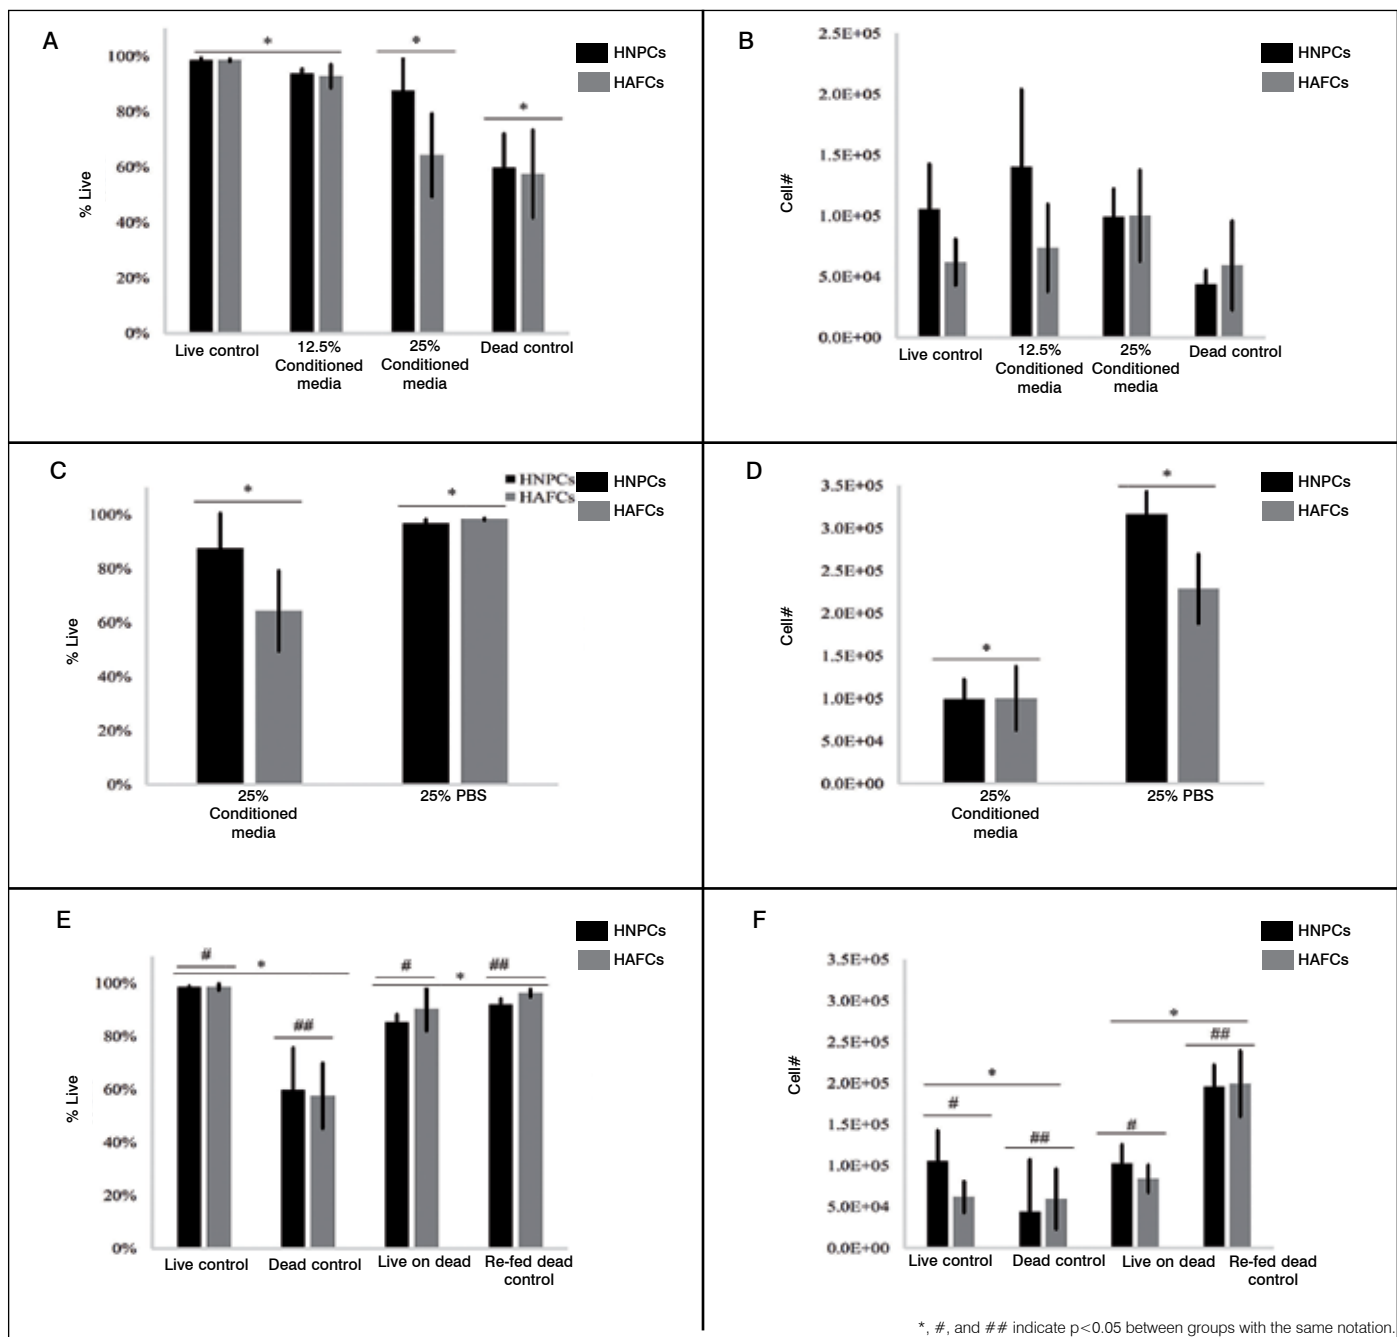 A
HNPCs
HAFCs
% Live
100%
80%
60%
40%
20%
0%
*
*
*
Live control
12.5%
Conditioned
media
25%
Conditioned
media
Dead control
B
HNPCs
HAFCs
Cell#
2.5E+05
2.0E+05
1.5E+05
1.0E+05
5.0E+04
0.0E+00
Live control
12.5%
Conditioned
media
25%
Conditioned
media
Dead control
C
HNPCs
HAFCs
HNPCs
HAFCs
% Live
100%
80%
60%
40%
20%
0%
*
*
25%
Conditioned
media
25% PBS
D
HNPCs
HAFCs
Cell#
3.5E+05
3.0E+05
2.5E+05
2.0E+05
1.5E+05
1.0E+05
5.0E+04
0.0E+00
*
*
25%
Conditioned
media
25% PBS
E
HNPCs
HAFCs
% Live
100%
80%
60%
40%
20%
0%
#
*
##
#
*
##
Live control
Dead control
Live on dead
Re-fed dead
control
F
HNPCs
HAFCs
Cell#
3.5E+05
3.0E+05
2.5E+05
2.0E+05
1.5E+05
1.0E+05
5.0E+04
0.0E+00
*
#
##
#
*
##
Live control
Dead control
Live on dead
Re-fed dead
control
*, #, and ## indicate p<0.05 between groups with the same notation.